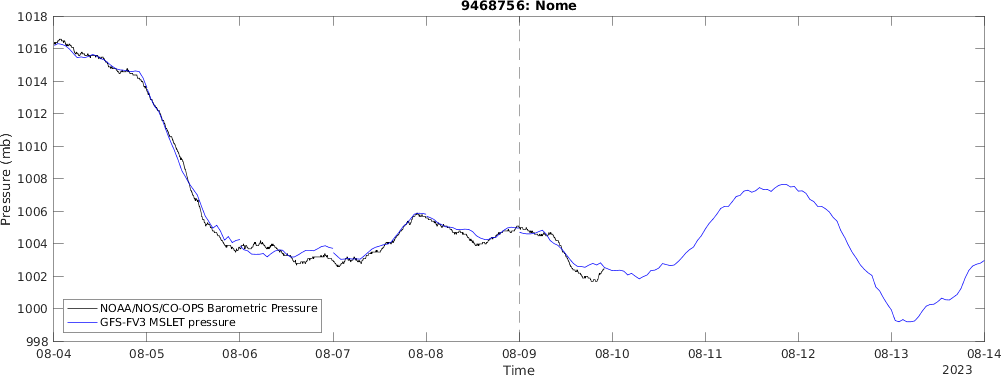 9468756: Nome
1018
1016
1014
1012
1010
1008
1006
1004
1002
1000
998
Pressure (mb)
NOAA/NOS/CO-OPS Barometric Pressure
GFS-FV3 MSLET pressure
08-04 08-05 08-06 08-07 08-08 08-09 08-10 08-11 08-12 08-13 08-14
Time
2023